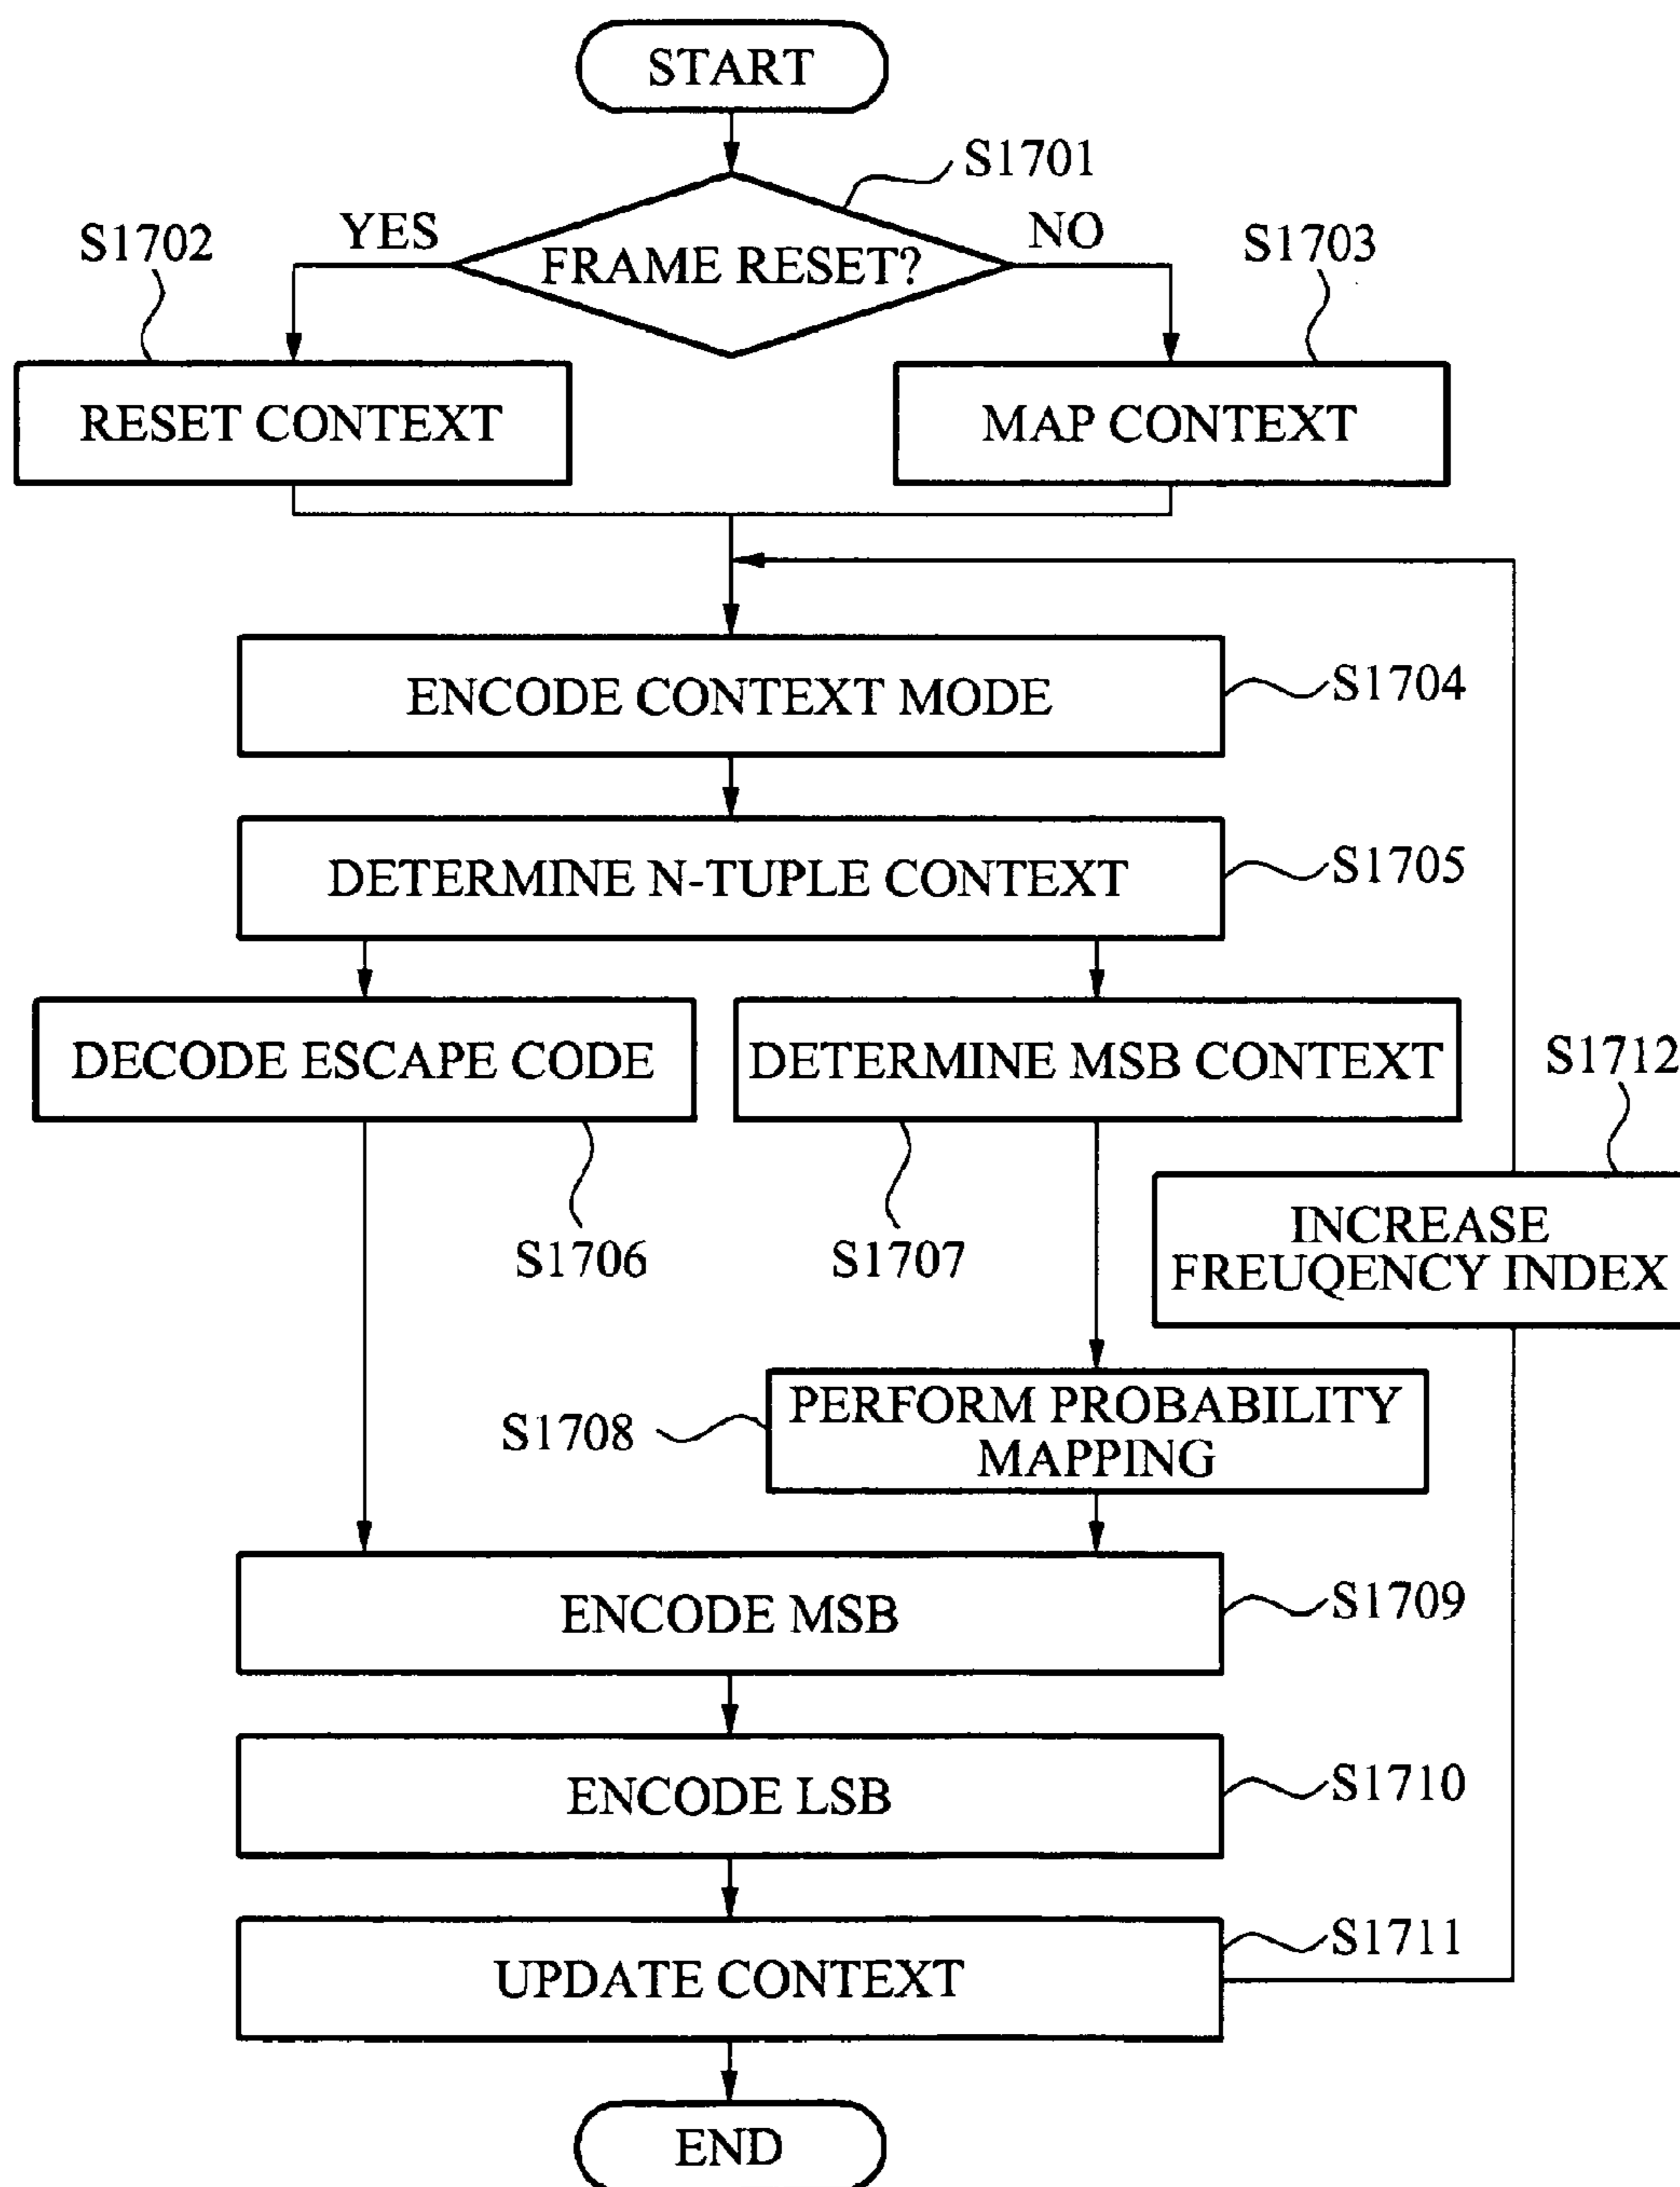 START
S1701
S1702
YES
NO
S1703
FRAME RESET?
RESET CONTEXT
MAP CONTEXT
ENCODE CONTEXT MODE
S1704
DETERMINE N-TUPLE CONTEXT
S1705
DECODE ESCAPE CODE
DETERMINE MSB CONTEXT
S1712
S1706
S1707
INCREASE
FREUQENCY INDEX
S1708
PERFORM PROBABILITY
MAPPING
ENCODE MSB
S1709
ENCODE LSB
S1710
UPDATE CONTEXT
S1711
END